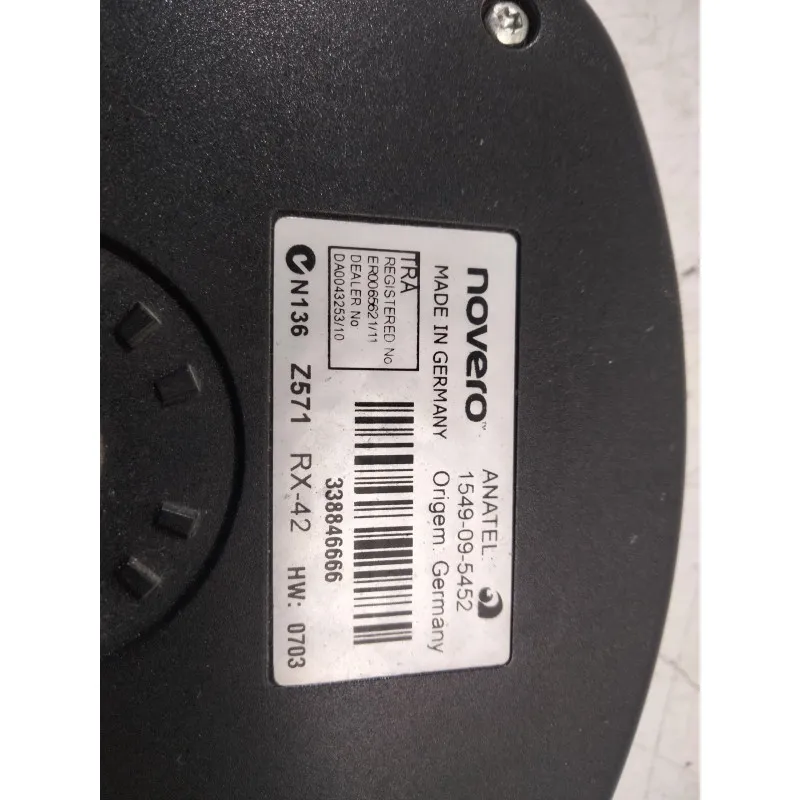 novero™
MADE IN GERMANY
ANATEL:
1549-09-5452
Origem: Germany
TRA
REGISTERED No
ER0065621/11
DEALER No
DA0043253/10
338846666
N136 Z571 RX-42 HW: 0703